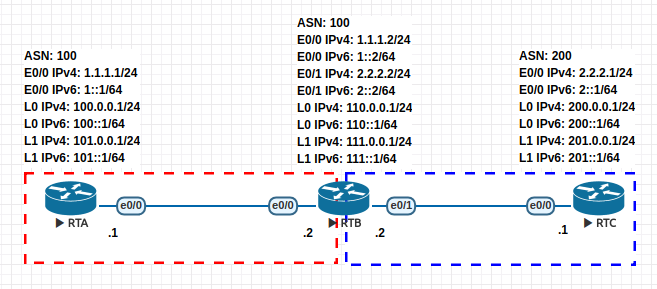 ASN: 100
E0/0 IPv4: 1.1.1.1/24
E0/0 IPv6: 1::1/64
L0 IPv4: 100.0.0.1/24
L0 IPv6: 100::1/64
L1 IPv4: 101.0.0.1/24
L1 IPv6: 101::1/64
ASN: 100
E0/0 IPv4: 1.1.1.2/24
E0/0 IPv6: 1::2/64
E0/1 IPv4: 2.2.2.2/24
E0/1 IPv6: 2::2/64
L0 IPv4: 110.0.0.1/24
L0 IPv6: 110::1/64
L1 IPv4: 111.0.0.1/24
L1 IPv6: 111::1/64
ASN: 200
E0/0 IPv4: 2.2.2.1/24
E0/0 IPv6: 2::1/64
L0 IPv4: 200.0.0.1/24
L0 IPv6: 200::1/64
L1 IPv4: 201.0.0.1/24
L1 IPv6: 201::1/64
e0/0
e0/0
e0/1
e0/0
RTA
RTB
RTC
.1
.2
.2
.1